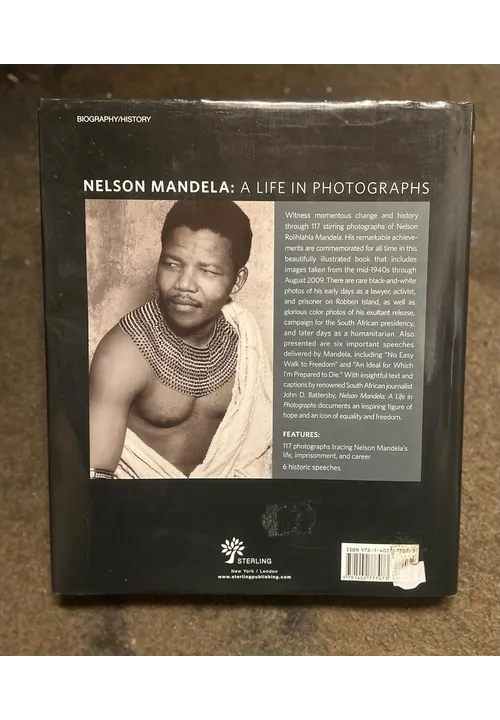 BIOGRAPHY/HISTORY
NELSON MANDELA: A LIFE IN PHOTOGRAPHS
Witness momentous change and history
through 117 stirring photographs of Nelson
Rolihlahla Mandela. His remarkable achieve-
ments are commemorated for all time in this
beautifully illustrated book that includes
images taken from the mid-1940s through
August 2009. There are rare black-and-white
photos of his early days as a lawyer, activist,
and prisoner on Robben Island, as well as
glorious color photos of his exultant release,
campaign for the South African presidency,
and later days as a humanitarian. Also
presented are six important speeches
delivered by Mandela, including "No Easy
Walk to Freedom" and "An Ideal for Which
I'm Prepared to Die." With insightful text and
captions by renowned South African journalist
John D. Battersby, Nelson Mandela: A Life in
Photographs documents an inspiring figure of
hope and an icon of equality and freedom.
FEATURES:
117 photographs tracing Nelson Mandela's
life, imprisonment, and career
6 historic speeches
STERLING
New York / London
www.sterlingpublishing.com
ISBN 978-1-4027-7707-3
9781402777073